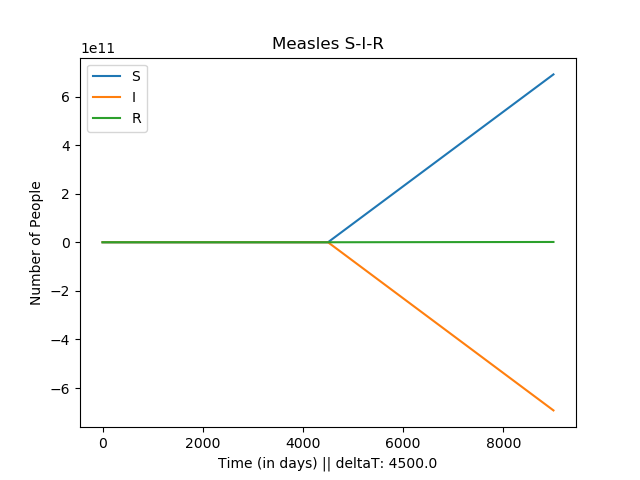 Measles S-I-R
1e11
S
I
R
6
4
2
0
−2
−4
−6
Number of People
0 2000 4000 6000 8000
Time (in days) || deltaT: 4500.0